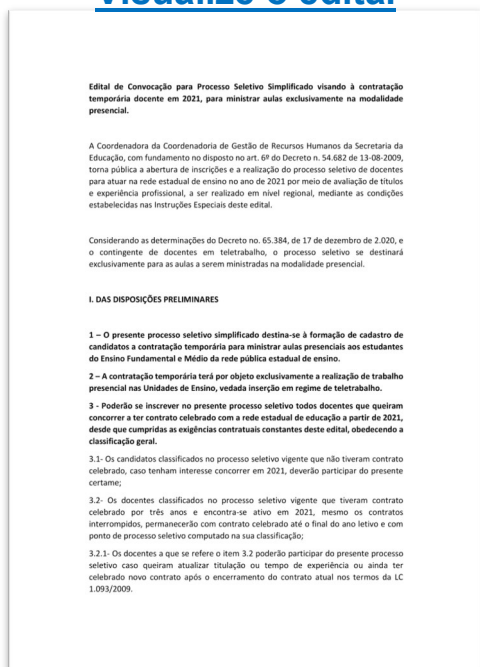 Visualize o edital
Edital de Convocação para Processo Seletivo Simplificado visando à contratação
temporária docente em 2021, para ministrar aulas exclusivamente na modalidade
presencial.
A Coordenadora da Coordenadoria de Gestão de Recursos Humanos da Secretaria da
Educação, com fundamento no disposto no art. 6º do Decreto n. 54.682 de 13-08-2009,
torna pública a abertura de inscrições e a realização do processo seletivo de docentes
para atuar na rede estadual de ensino no ano de 2021 por meio de avaliação de títulos
e experiência profissional, a ser realizado em nível regional, mediante as condições
estabelecidas nas Instruções Especiais deste edital.
Considerando as determinações do Decreto no. 65.384, de 17 de dezembro de 2.020, e
o contingente de docentes em teletrabalho, o processo seletivo se destinará
exclusivamente para as aulas a serem ministradas na modalidade presencial.
I. DAS DISPOSIÇÕES PRELIMINARES
1 – O presente processo seletivo simplificado destina-se à formação de cadastro de
candidatos a contratação temporária para ministrar aulas presenciais aos estudantes
do Ensino Fundamental e Médio da rede pública estadual de ensino.
2 – A contratação temporária terá por objeto exclusivamente a realização de trabalho
presencial nas Unidades de Ensino, vedada inserção em regime de teletrabalho.
3 - Poderão se inscrever no presente processo seletivo todos docentes que queiram
concorrer a ter contrato celebrado com a rede estadual de educação a partir de 2021,
desde que cumpridas as exigências contratuais constantes deste edital, obedecendo a
classificação geral.
3.1- Os candidatos classificados no processo seletivo vigente que não tiveram contrato
celebrado, caso tenham interesse concorrer em 2021, deverão participar do presente
certame;
3.2- Os docentes classificados no processo seletivo vigente que tiveram contrato
celebrado por três anos e encontra-se ativo em 2021, mesmo os contratos
interrompidos, permanecerão com contrato celebrado até o final do ano letivo e com
ponto de processo seletivo computado na sua classificação;
3.2.1- Os docentes a que se refere o item 3.2 poderão participar do presente processo
seletivo caso queiram atualizar titulação ou tempo de experiência ou ainda ter
celebrado novo contrato após o encerramento do contrato atual nos termos da LC
1.093/2009.